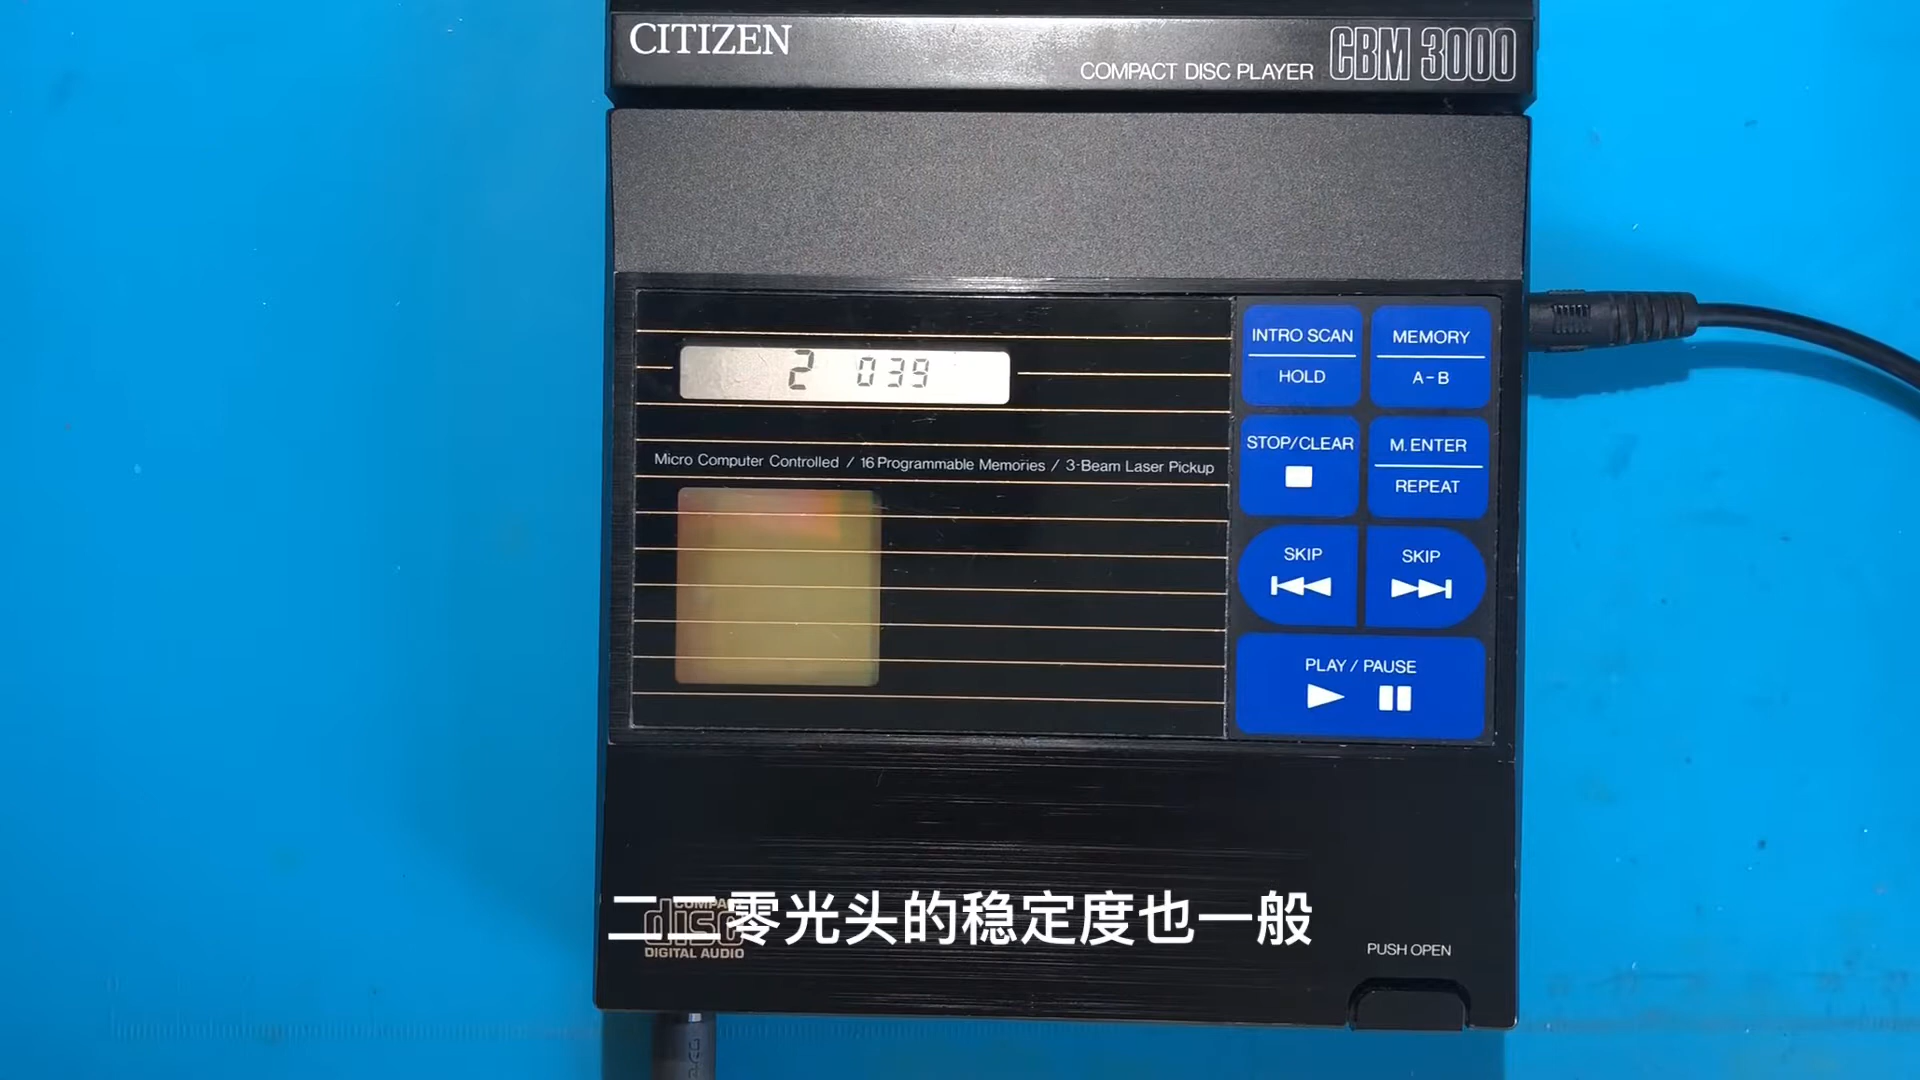 CITIZEN
COMPACT DISC PLAYER CBM 3000
2 039
Micro Computer Controlled / 16 Programmable Memories / 3-Beam Laser Pickup
INTRO SCAN
HOLD
MEMORY
A-B
STOP/CLEAR
M. ENTER
REPEAT
SKIP
SKIP
PLAY / PAUSE
二二零光头的稳定度也一般
COMPACT
disc
DIGITAL AUDIO
PUSH OPEN